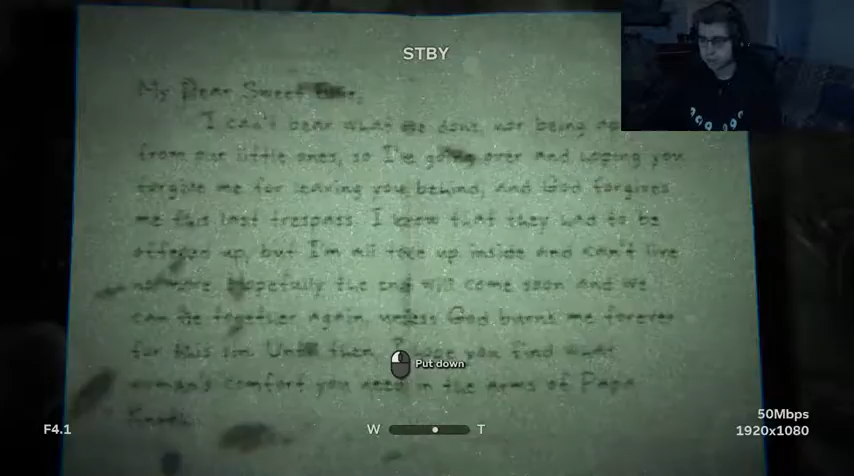 STBY
My Dear Sweet
I can't bear what we done, nor being
from our little ones, so I've going over and hoping you
forgive me for leaving you behind, and God forgives
me this last trespass. I know that they had to be
offered up, but I'm all tore up inside and can't live
no more. Hopefully the end will come soon and we
can be together again, unless God burns me forever
for this sin. Until then, you find what
Put down
woman's comfort you need in the arms of Papa
Knoth.
F4.1
W T
50Mbps
1920x1080